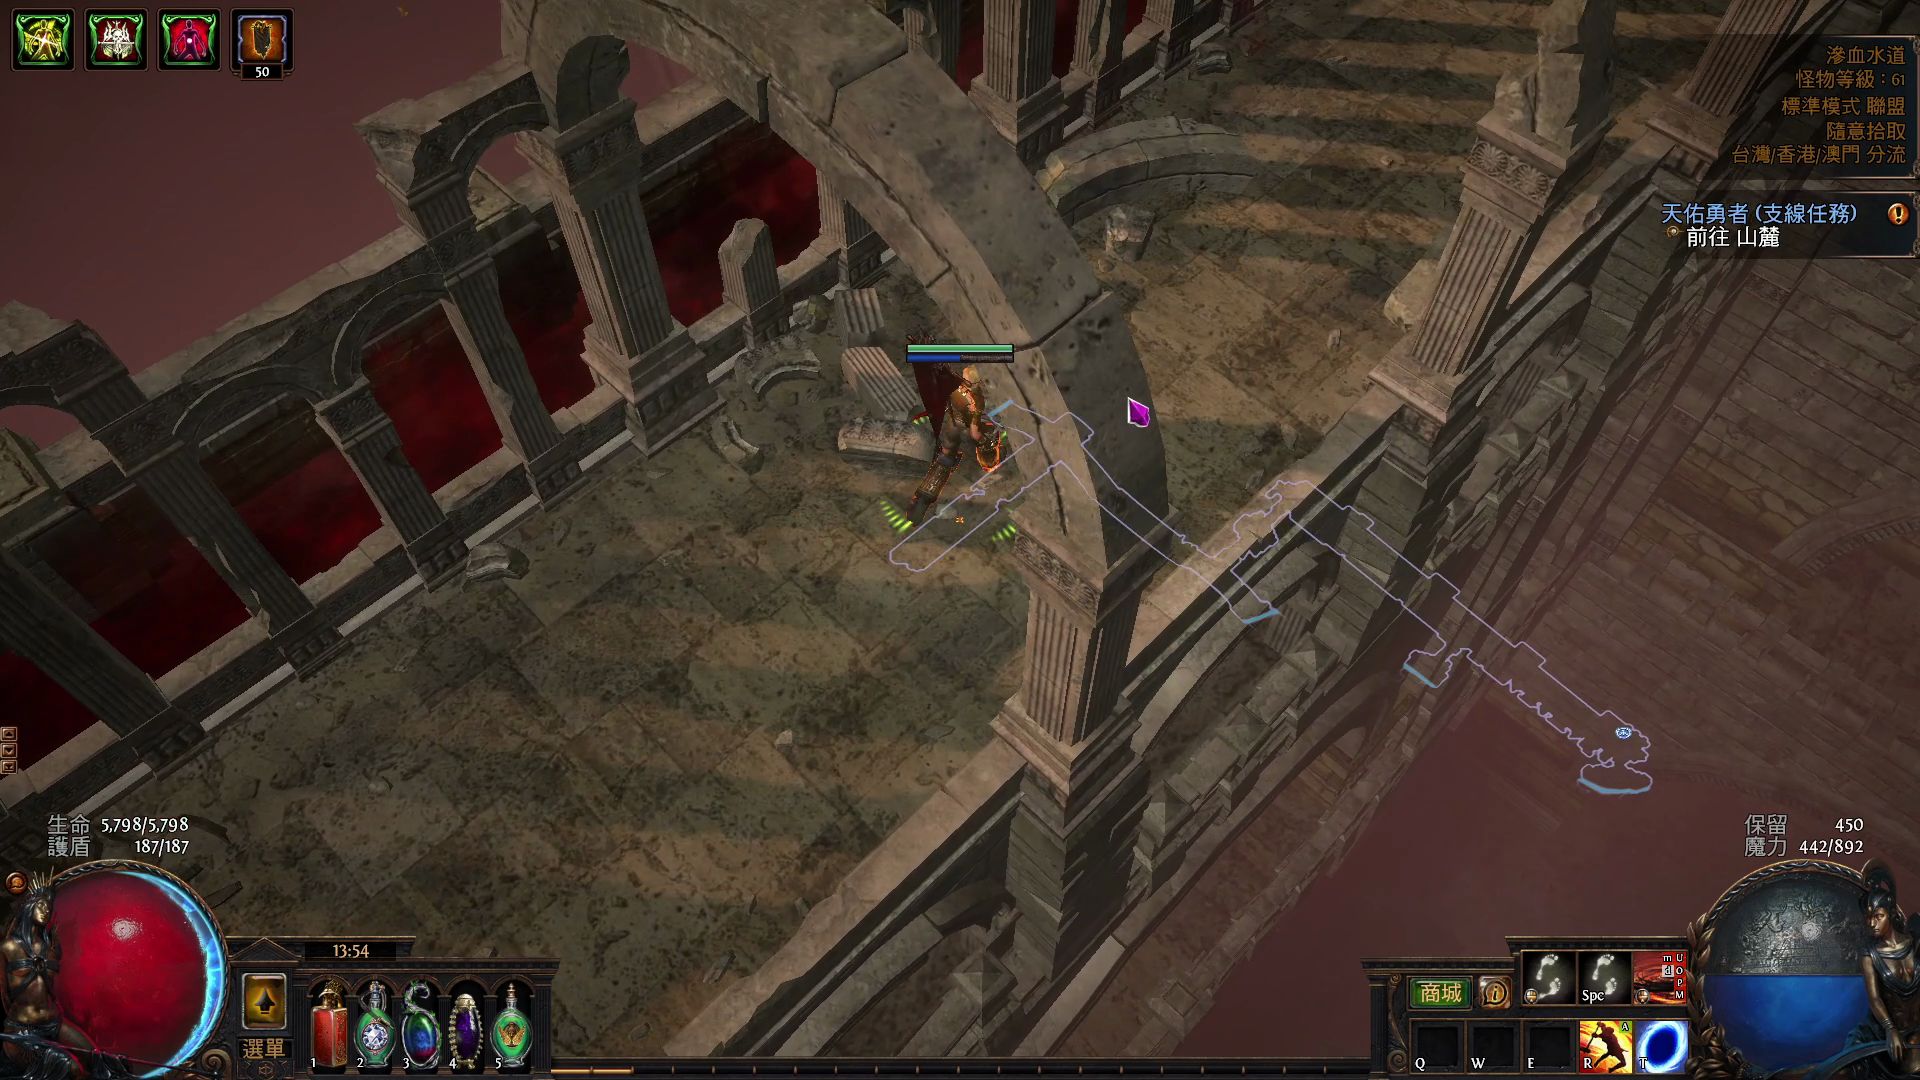 50
滲血水道
怪物等級：61
標準模式 聯盟
隨意拾取
台灣/香港/澳門 分流
天佑勇者 (支線任務)
前往 山麓
生命 5,798/5,798
護盾 187/187
保留 450
魔力 442/892
13:54
選單
1 2 3 4 5
商城
Spc
m U
d O
P
M
Q W E R T
A